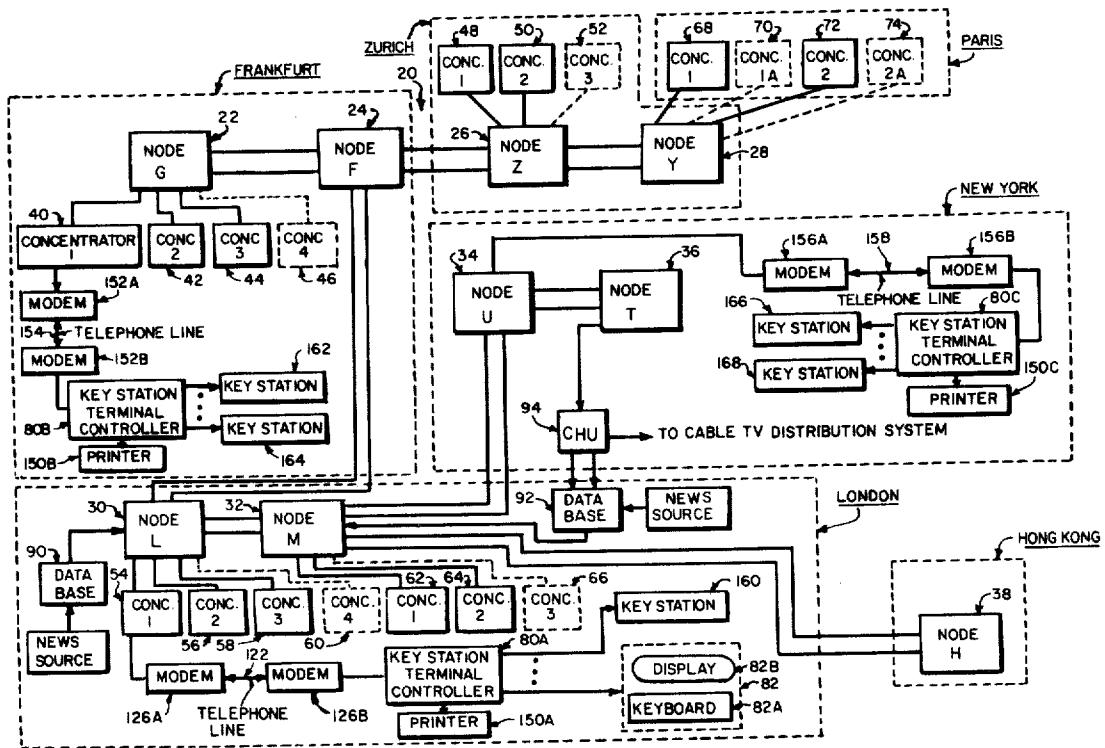 48
50
52
68
70
72
74
ZURICH
PARIS
CONC. 1
CONC. 2
CONC. 3
CONC. 1
CONC. 1A
CONC. 2
CONC. 2A
FRANKFURT
20
22
24
26
28
NODE G
NODE F
NODE Z
NODE Y
NEW YORK
40
CONCENTRATOR 1
CONC 2
CONC 3
CONC 4
42
44
46
34
36
156A
158
156B
NODE U
NODE T
MODEM
MODEM
TELEPHONE LINE
MODEM
152A
154
TELEPHONE LINE
MODEM
152B
166
80C
KEY STATION
KEY STATION TERMINAL CONTROLLER
168
KEY STATION
150C
PRINTER
162
KEY STATION
KEY STATION TERMINAL CONTROLLER
80B
KEY STATION
164
150B
PRINTER
94
CHU
TO CABLE TV DISTRIBUTION SYSTEM
92
DATA BASE
NEWS SOURCE
LONDON
30
32
NODE L
NODE M
HONG KONG
90
DATA BASE
54
CONC. 1
CONC. 2
CONC. 3
CONC. 4
62
64
66
CONC. 1
CONC. 2
CONC. 3
56
58
60
160
KEY STATION
38
NODE H
NEWS SOURCE
80A
122
MODEM
MODEM
KEY STATION TERMINAL CONTROLLER
DISPLAY
82B
82
KEYBOARD
82A
126A
TELEPHONE LINE
126B
PRINTER
150A